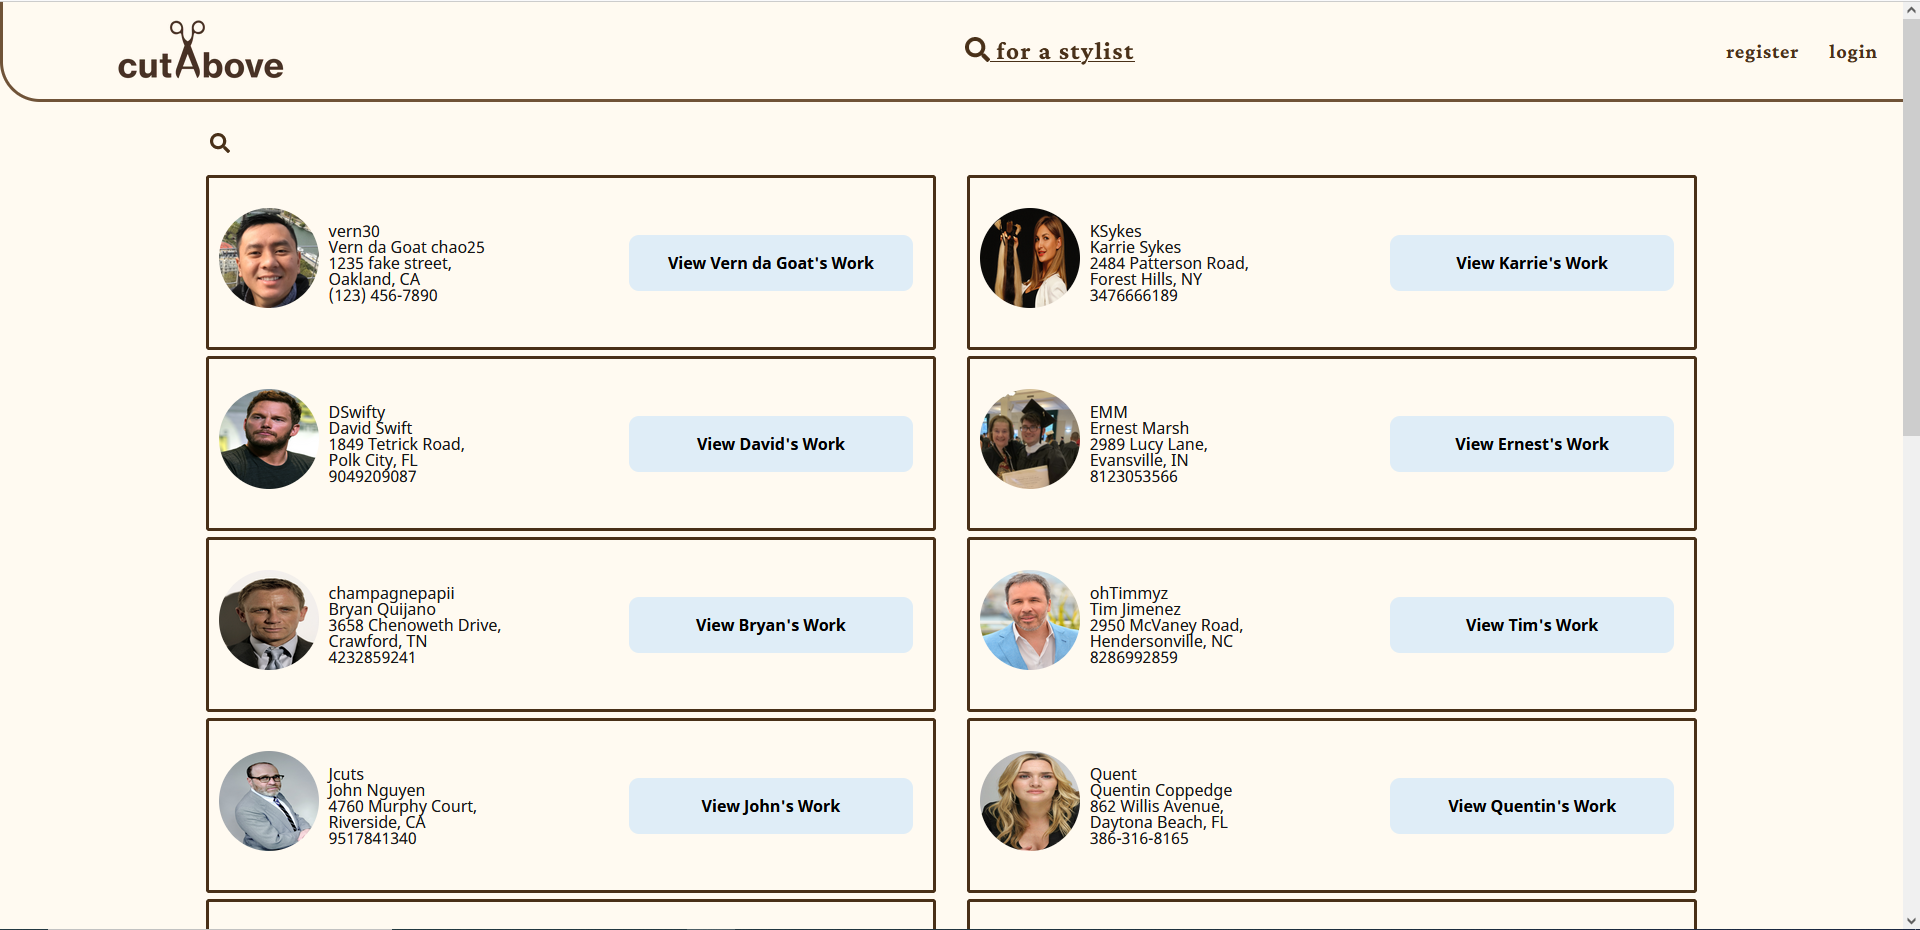 cutAbove
for a stylist
register
login
vern30
Vern da Goat chao25
1235 fake street,
Oakland, CA
(123) 456-7890
View Vern da Goat's Work
KSykes
Karrie Sykes
2484 Patterson Road,
Forest Hills, NY
3476666189
View Karrie's Work
DSwifty
David Swift
1849 Tetrick Road,
Polk City, FL
9049209087
View David's Work
EMM
Ernest Marsh
2989 Lucy Lane,
Evansville, IN
8123053566
View Ernest's Work
champagnepapii
Bryan Quijano
3658 Chenoweth Drive,
Crawford, TN
4232859241
View Bryan's Work
ohTimmyz
Tim Jimenez
2950 McVaney Road,
Hendersonville, NC
8286992859
View Tim's Work
Jcuts
John Nguyen
4760 Murphy Court,
Riverside, CA
9517841340
View John's Work
Quent
Quentin Coppedge
862 Willis Avenue,
Daytona Beach, FL
386-316-8165
View Quentin's Work